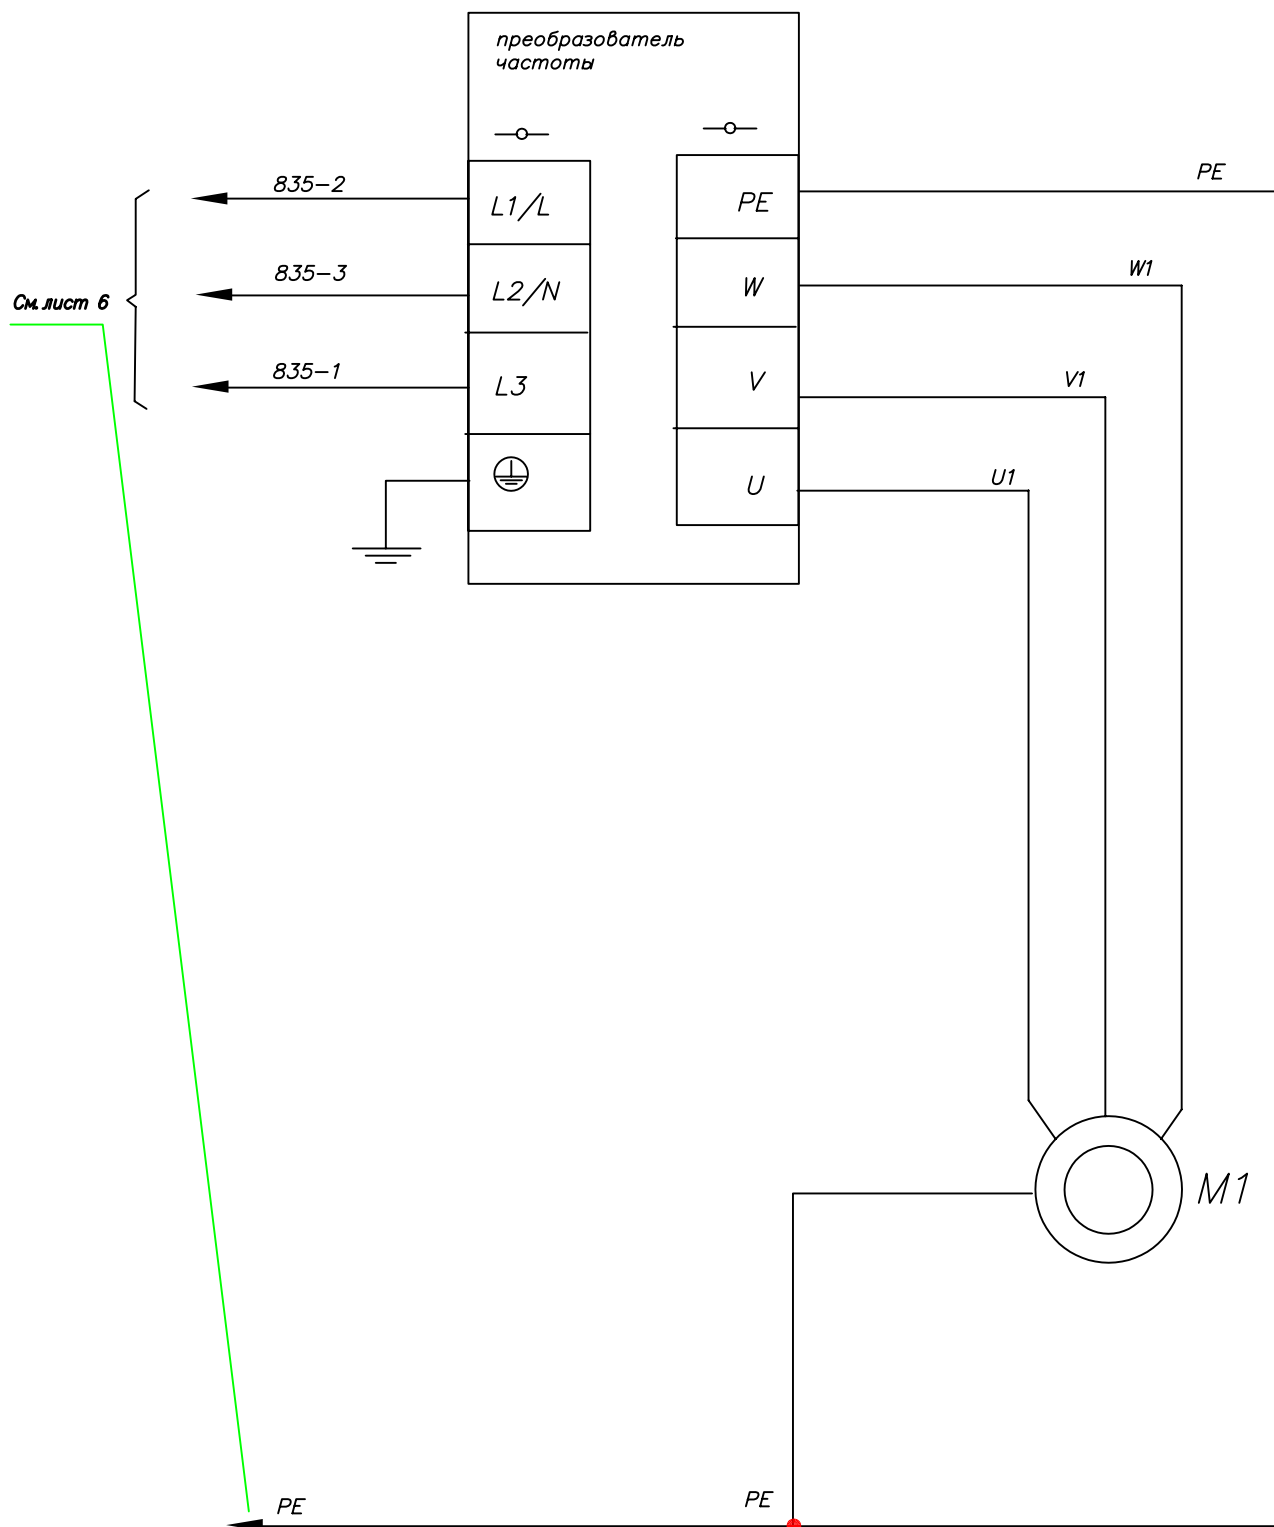 преобразователь
частоты
835-2
L1/L
PE
PE
835-3
L2/N
W
W1
См. лист 6
835-1
L3
V
V1
U
U1
M1
PE
PE